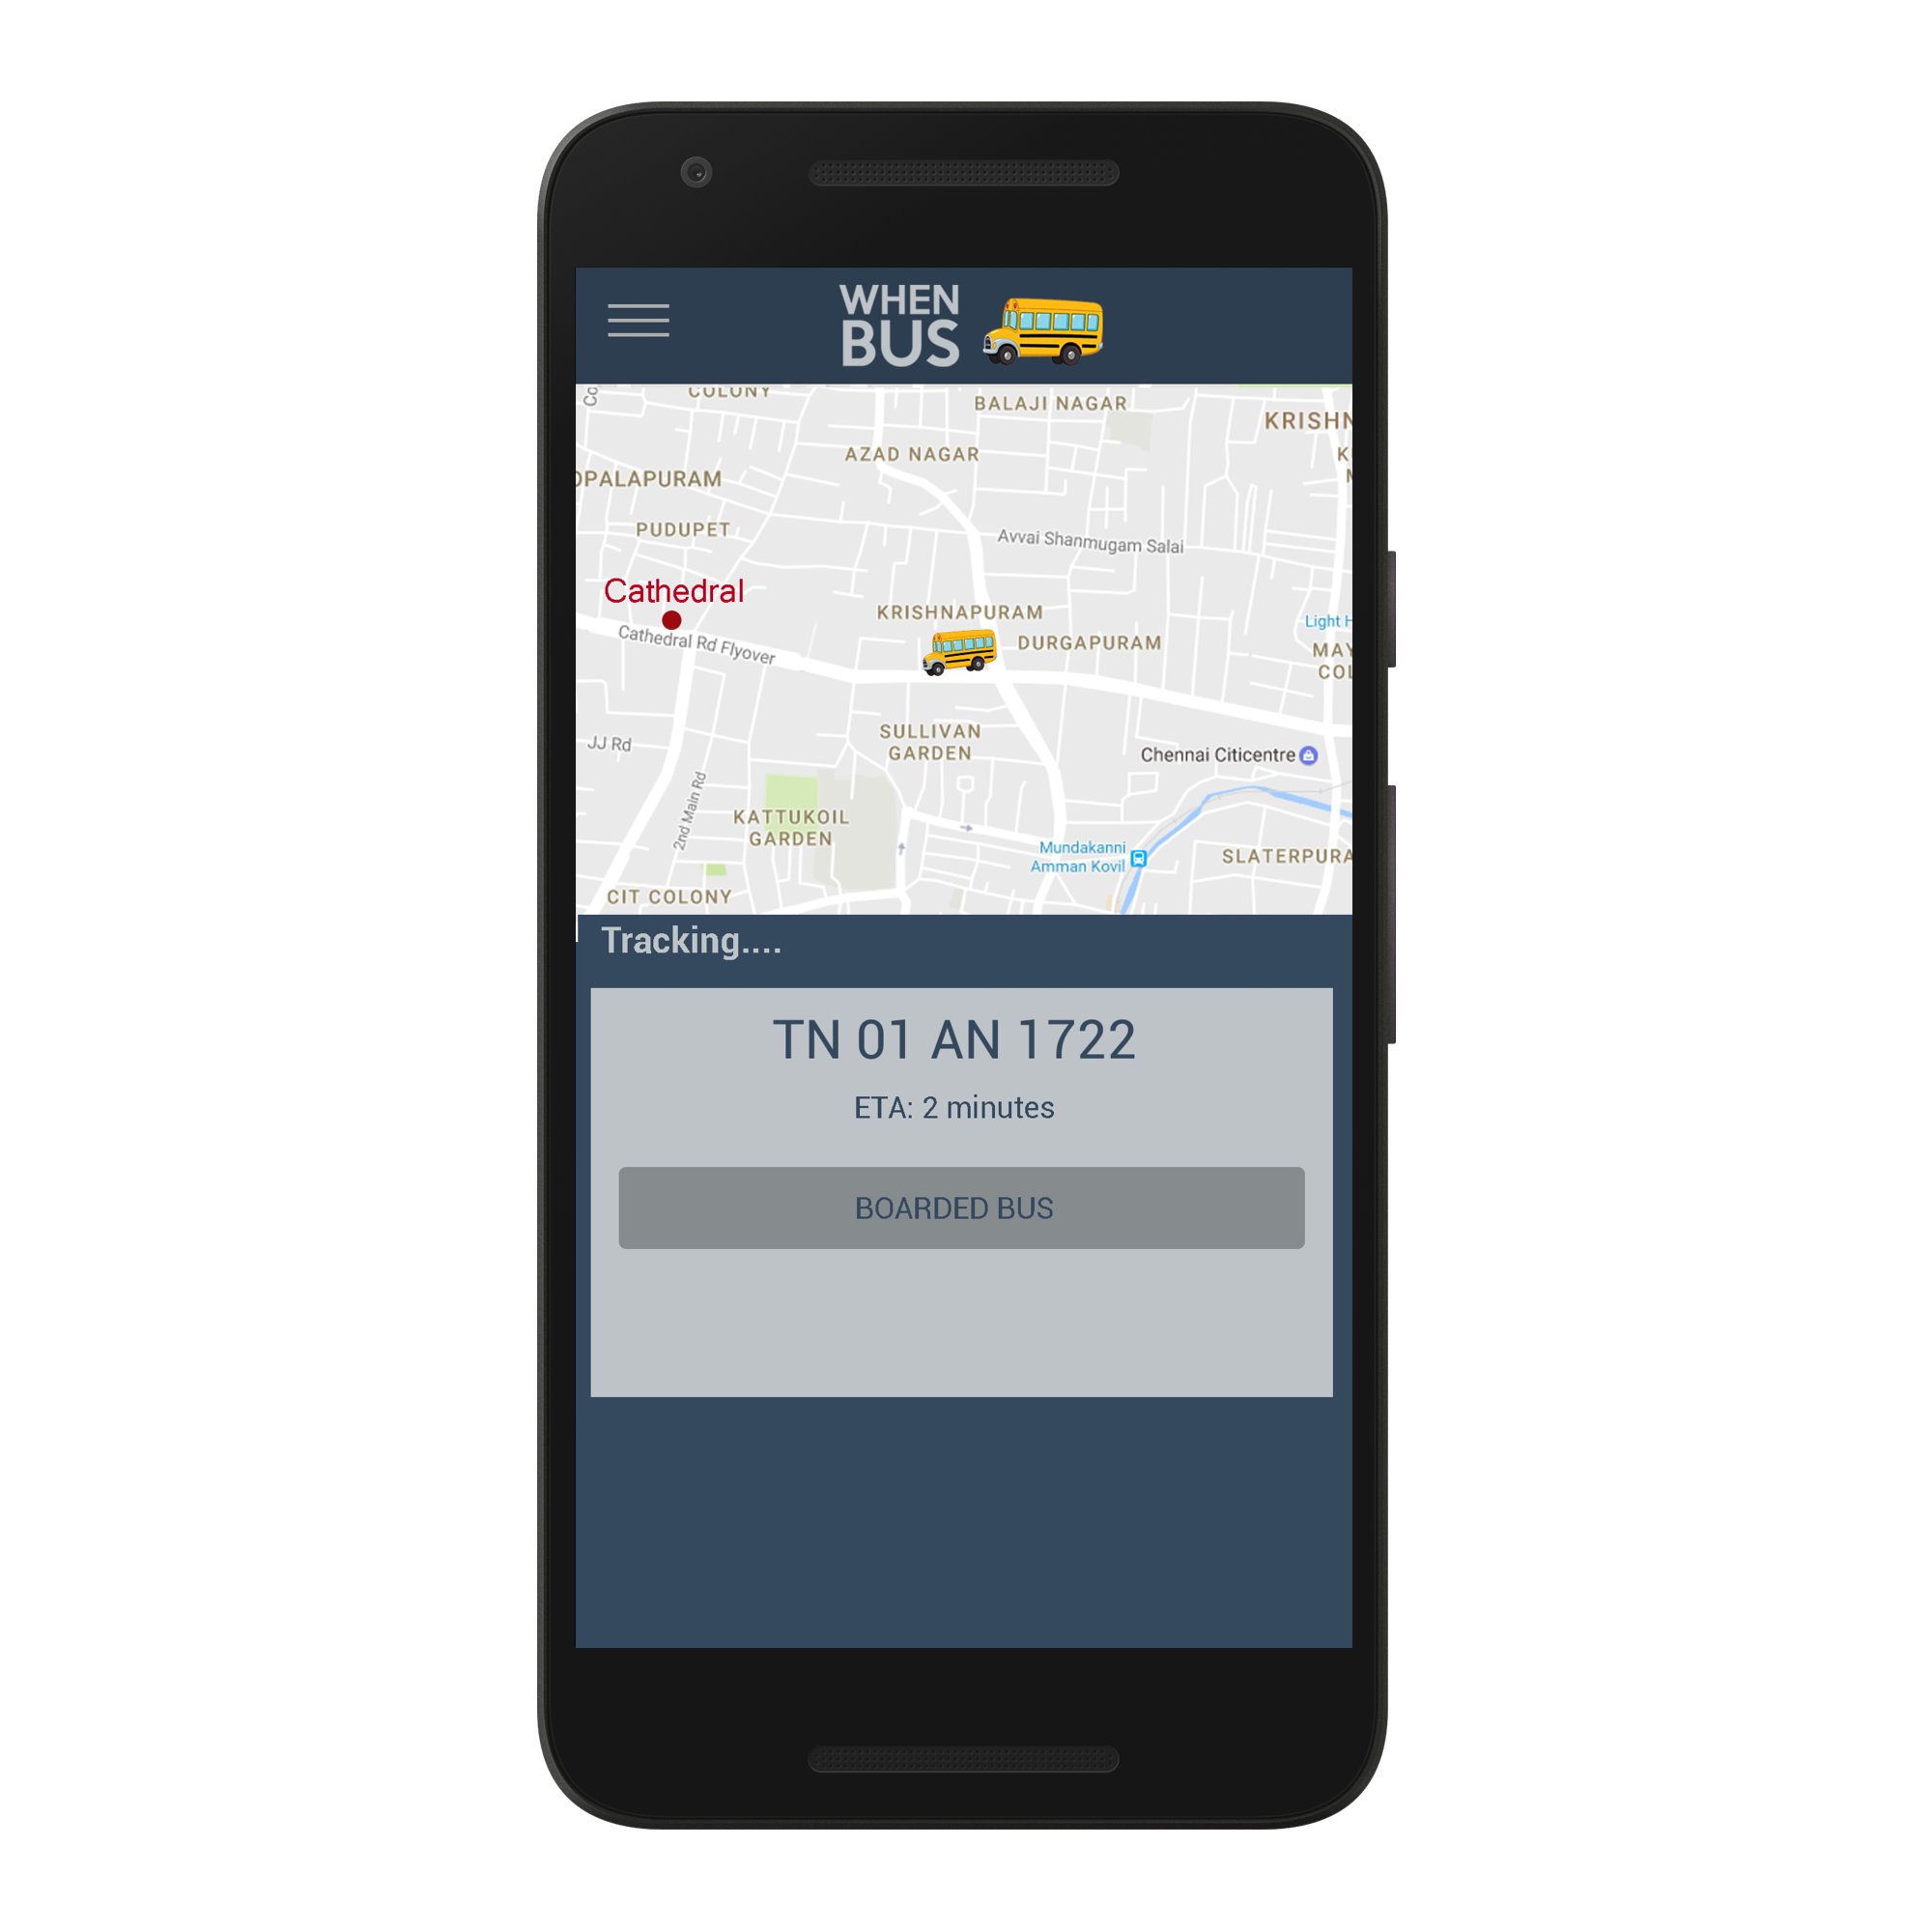 WHEN
BUS
Co
COLONY
BALAJI NAGAR
KRISHN
AZAD NAGAR
K
OPALAPURAM
PUDUPET
Avvai Shanmugam Salai
Cathedral
KRISHNAPURAM
Light H
Cathedral Rd Flyover
DURGAPURAM
MAY
COL
SULLIVAN
GARDEN
JJ Rd
Chennai Citicentre
2nd Main Rd
KATTUKOIL
GARDEN
Mundakanni
Amman Kovil
SLATERPURA
CIT COLONY
Tracking....
TN 01 AN 1722
ETA: 2 minutes
BOARDED BUS